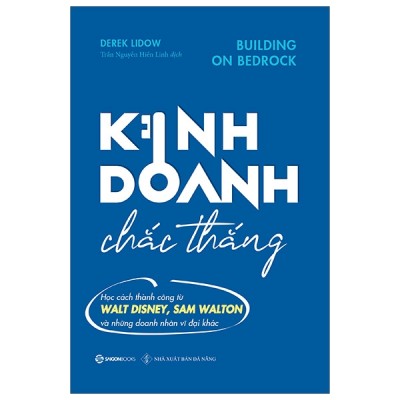 DEREK LIDOW
Trần Nguyễn Hiền Linh dịch
BUILDING
ON BEDROCK
KINH
DOANH
chắc thắng
Học cách thành công từ
WALT DISNEY, SAM WALTON
và những doanh nhân vĩ đại khác
SAIGONBOOKS
NHÀ XUẤT BẢN ĐÀ NẴNG